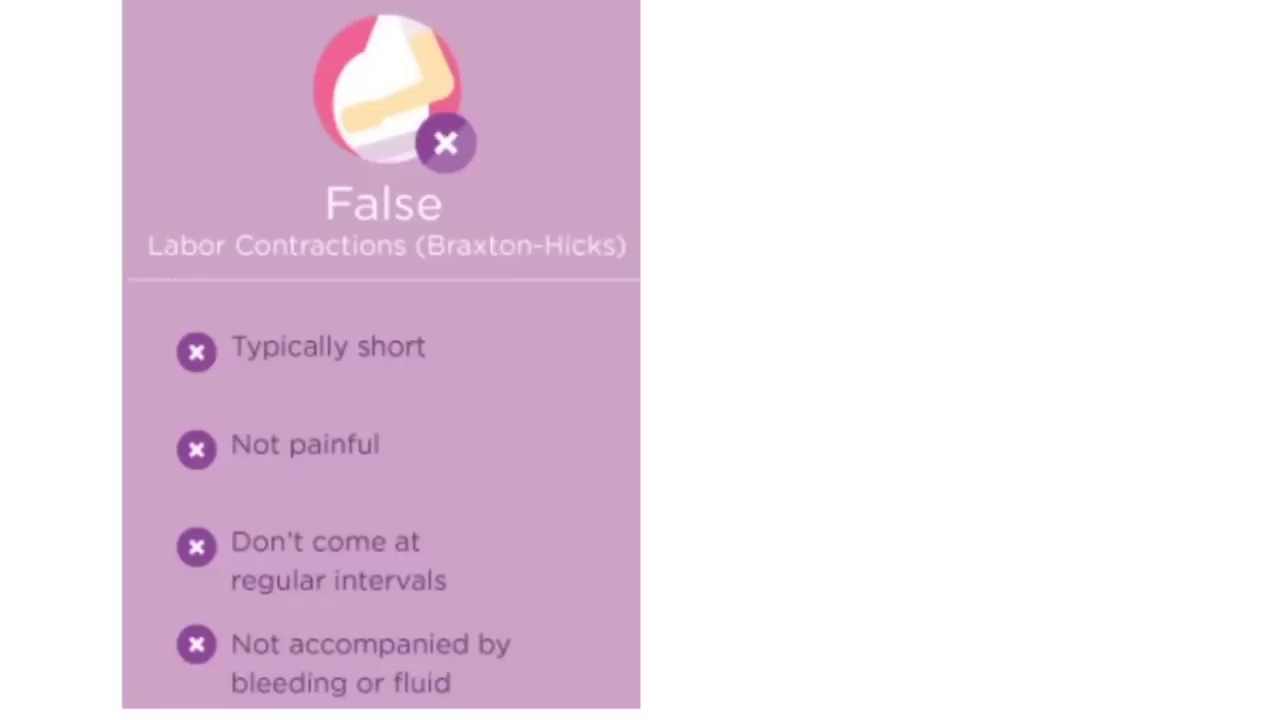 False
Labor Contractions (Braxton-Hicks)
Typically short
Not painful
Don't come at
regular intervals
Not accompanied by
bleeding or fluid